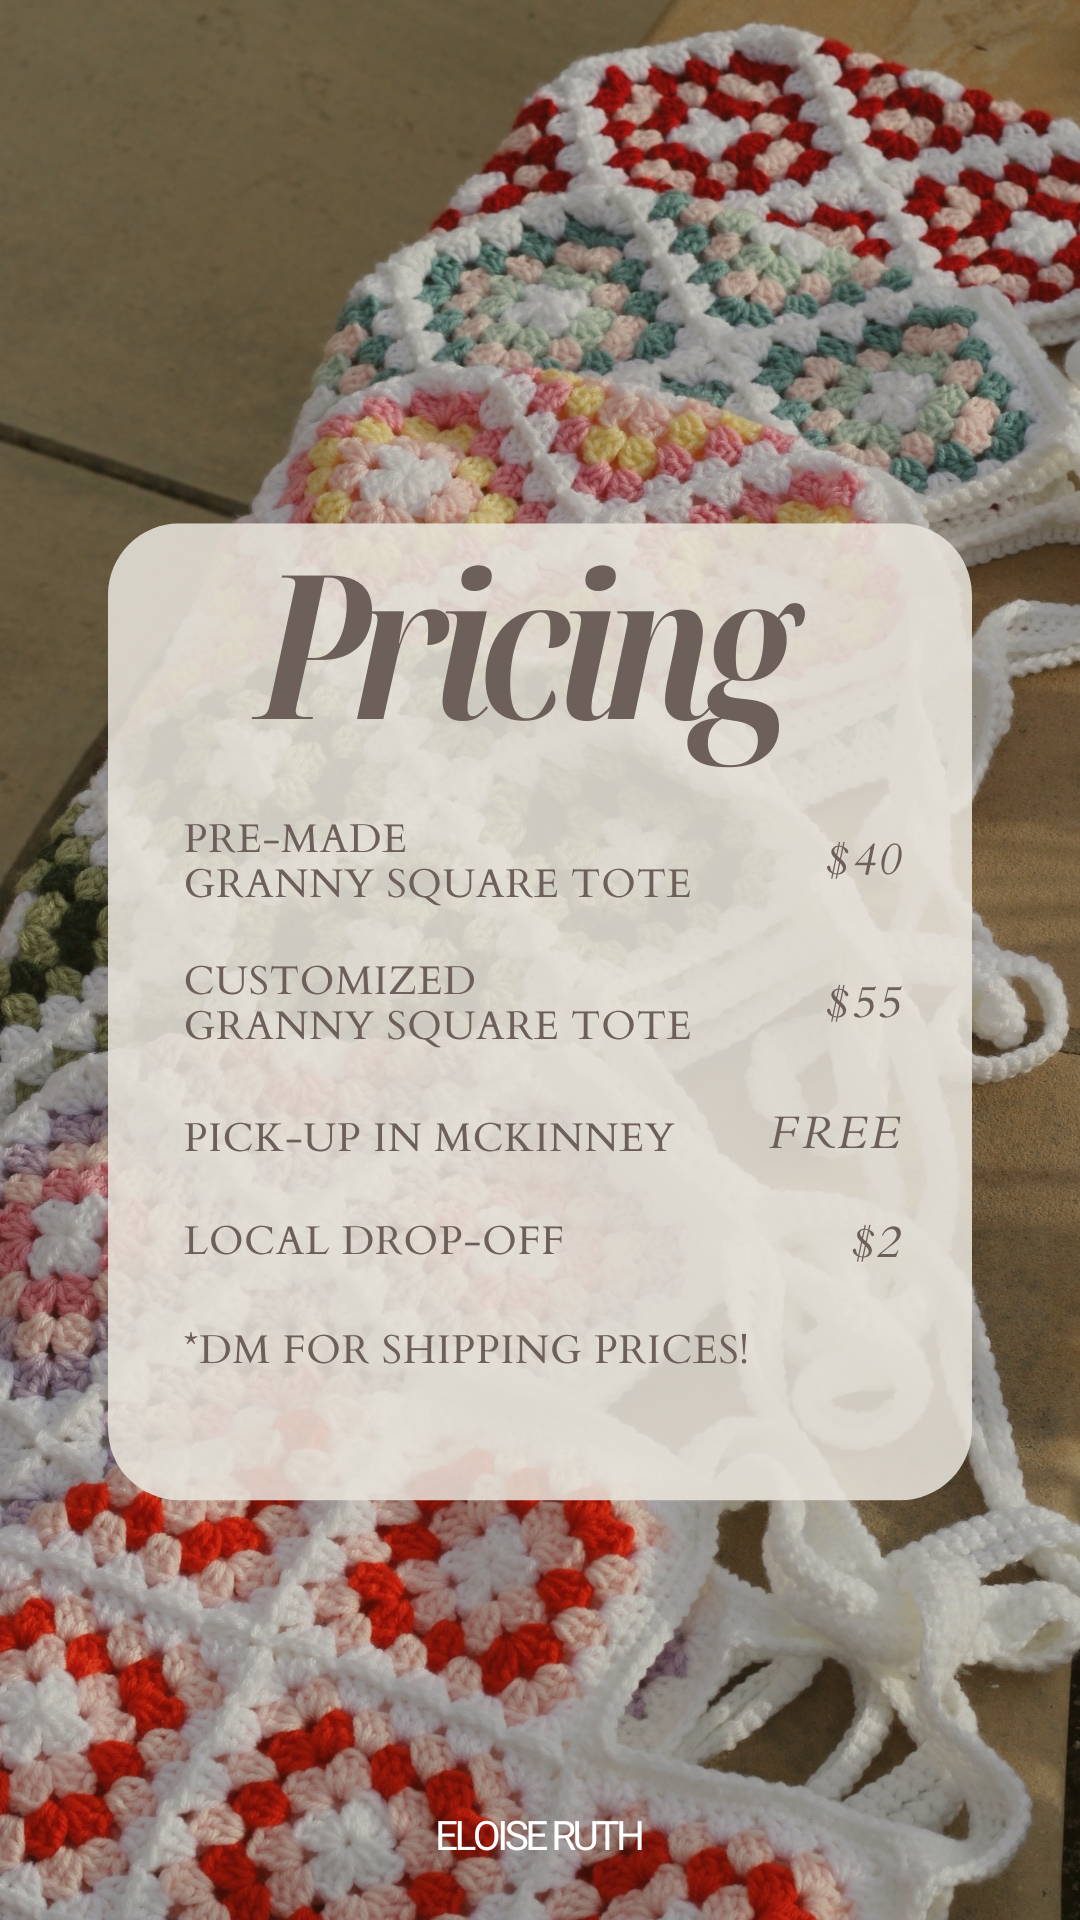 Pricing
PRE-MADE
GRANNY SQUARE TOTE
$40
CUSTOMIZED
GRANNY SQUARE TOTE
$55
PICK-UP IN MCKINNEY
FREE
LOCAL DROP-OFF
$2
*DM FOR SHIPPING PRICES!
ELOISE RUTH